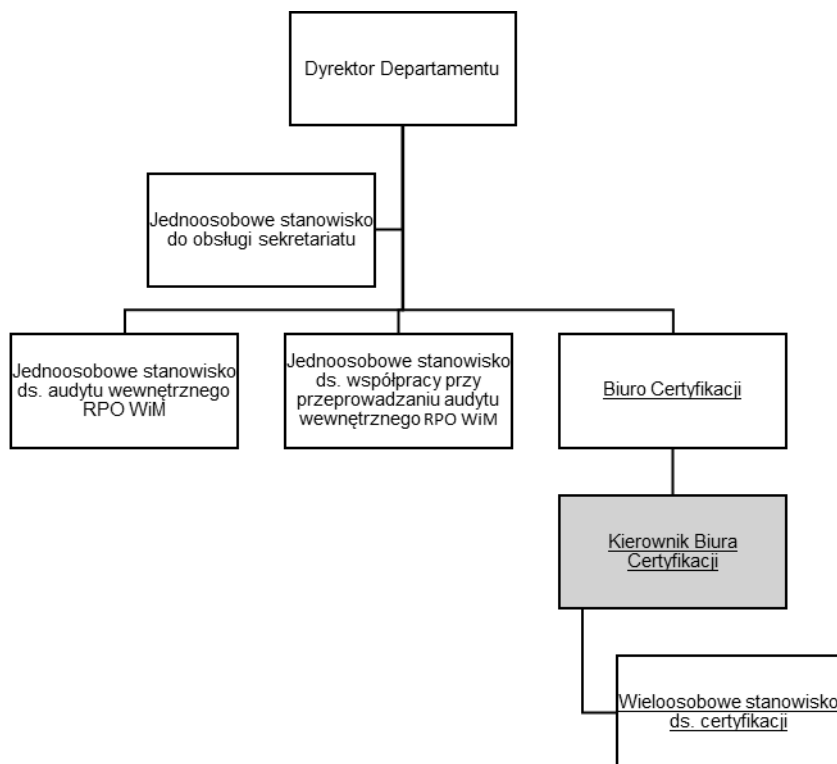 Dyrektor Departamentu
Jednoosobowe stanowisko
do obsługi sekretariatu
Jednoosobowe stanowisko
ds. audytu wewnętrznego
RPO WiM
Jednoosobowe stanowisko
ds. współpracy przy
przeprowadzaniu audytu
wewnętrznego RPO WiM
Biuro Certyfikacji
Kierownik Biura
Certyfikacji
Wieloosobowe stanowisko
ds. certyfikacji